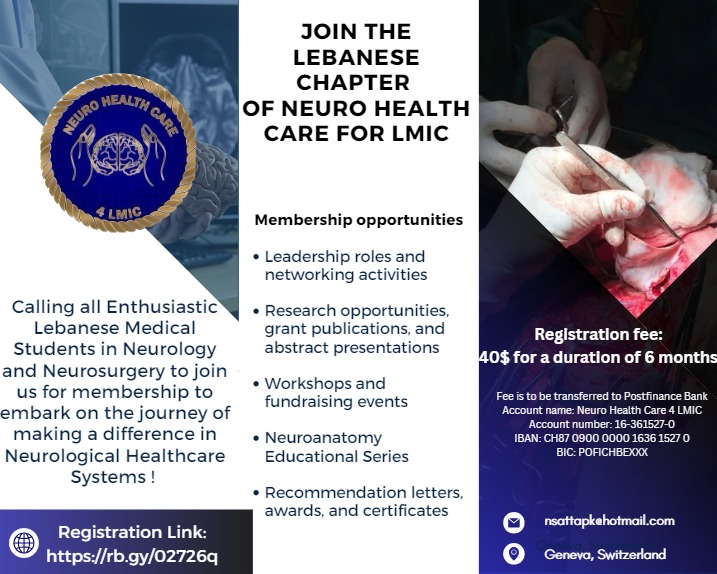 NEURO HEALTH CARE
4 LMIC
Calling all Enthusiastic
Lebanese Medical
Students in Neurology
and Neurosurgery to join
us for membership to
embark on the journey of
making a difference in
Neurological Healthcare
Systems !
Registration Link:
https://rb.gy/02726q
JOIN THE
LEBANESE
CHAPTER
OF NEURO HEALTH
CARE FOR LMIC
Membership opportunities
• Leadership roles and
networking activities
• Research opportunities,
grant publications, and
abstract presentations
• Workshops and
fundraising events
• Neuroanatomy
Educational Series
• Recommendation letters,
awards, and certificates
Registration fee:
40$ for a duration of 6 months
Fee is to be transferred to Postfinance Bank
Account name: Neuro Health Care 4 LMIC
Account number: 16-361527-0
IBAN: CH87 0900 0000 1636 1527 0
BIC: POFICHBEXXX
nsattapk@hotmail.com
Geneva, Switzerland